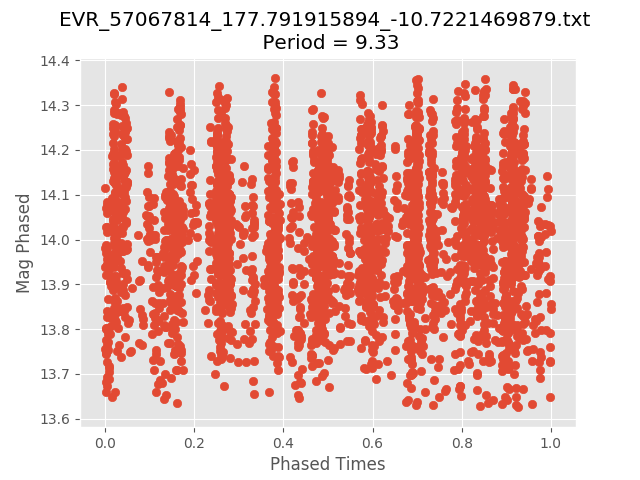 EVR_57067814_177.791915894_-10.7221469879.txt
Period = 9.33
14.4
14.3
14.2
14.1
14.0
13.9
13.8
13.7
13.6
Mag Phased
0.0 0.2 0.4 0.6 0.8 1.0
Phased Times